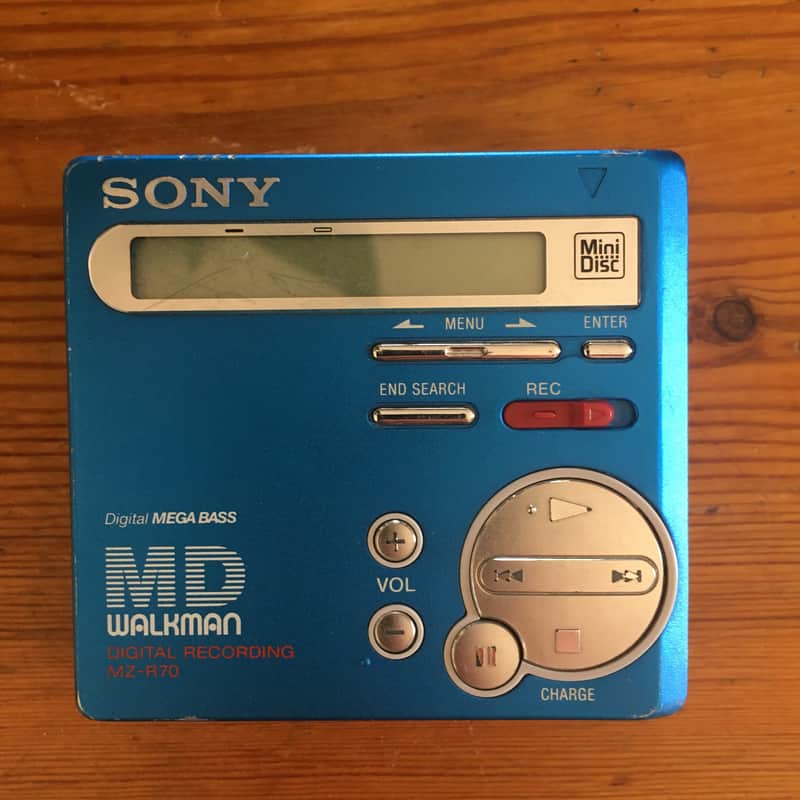 SONY
Mini
Disc
MENU
ENTER
END SEARCH
REC
Digital MEGA BASS
MD
WALKMAN
DIGITAL RECORDING
MZ-R70
VOL
CHARGE